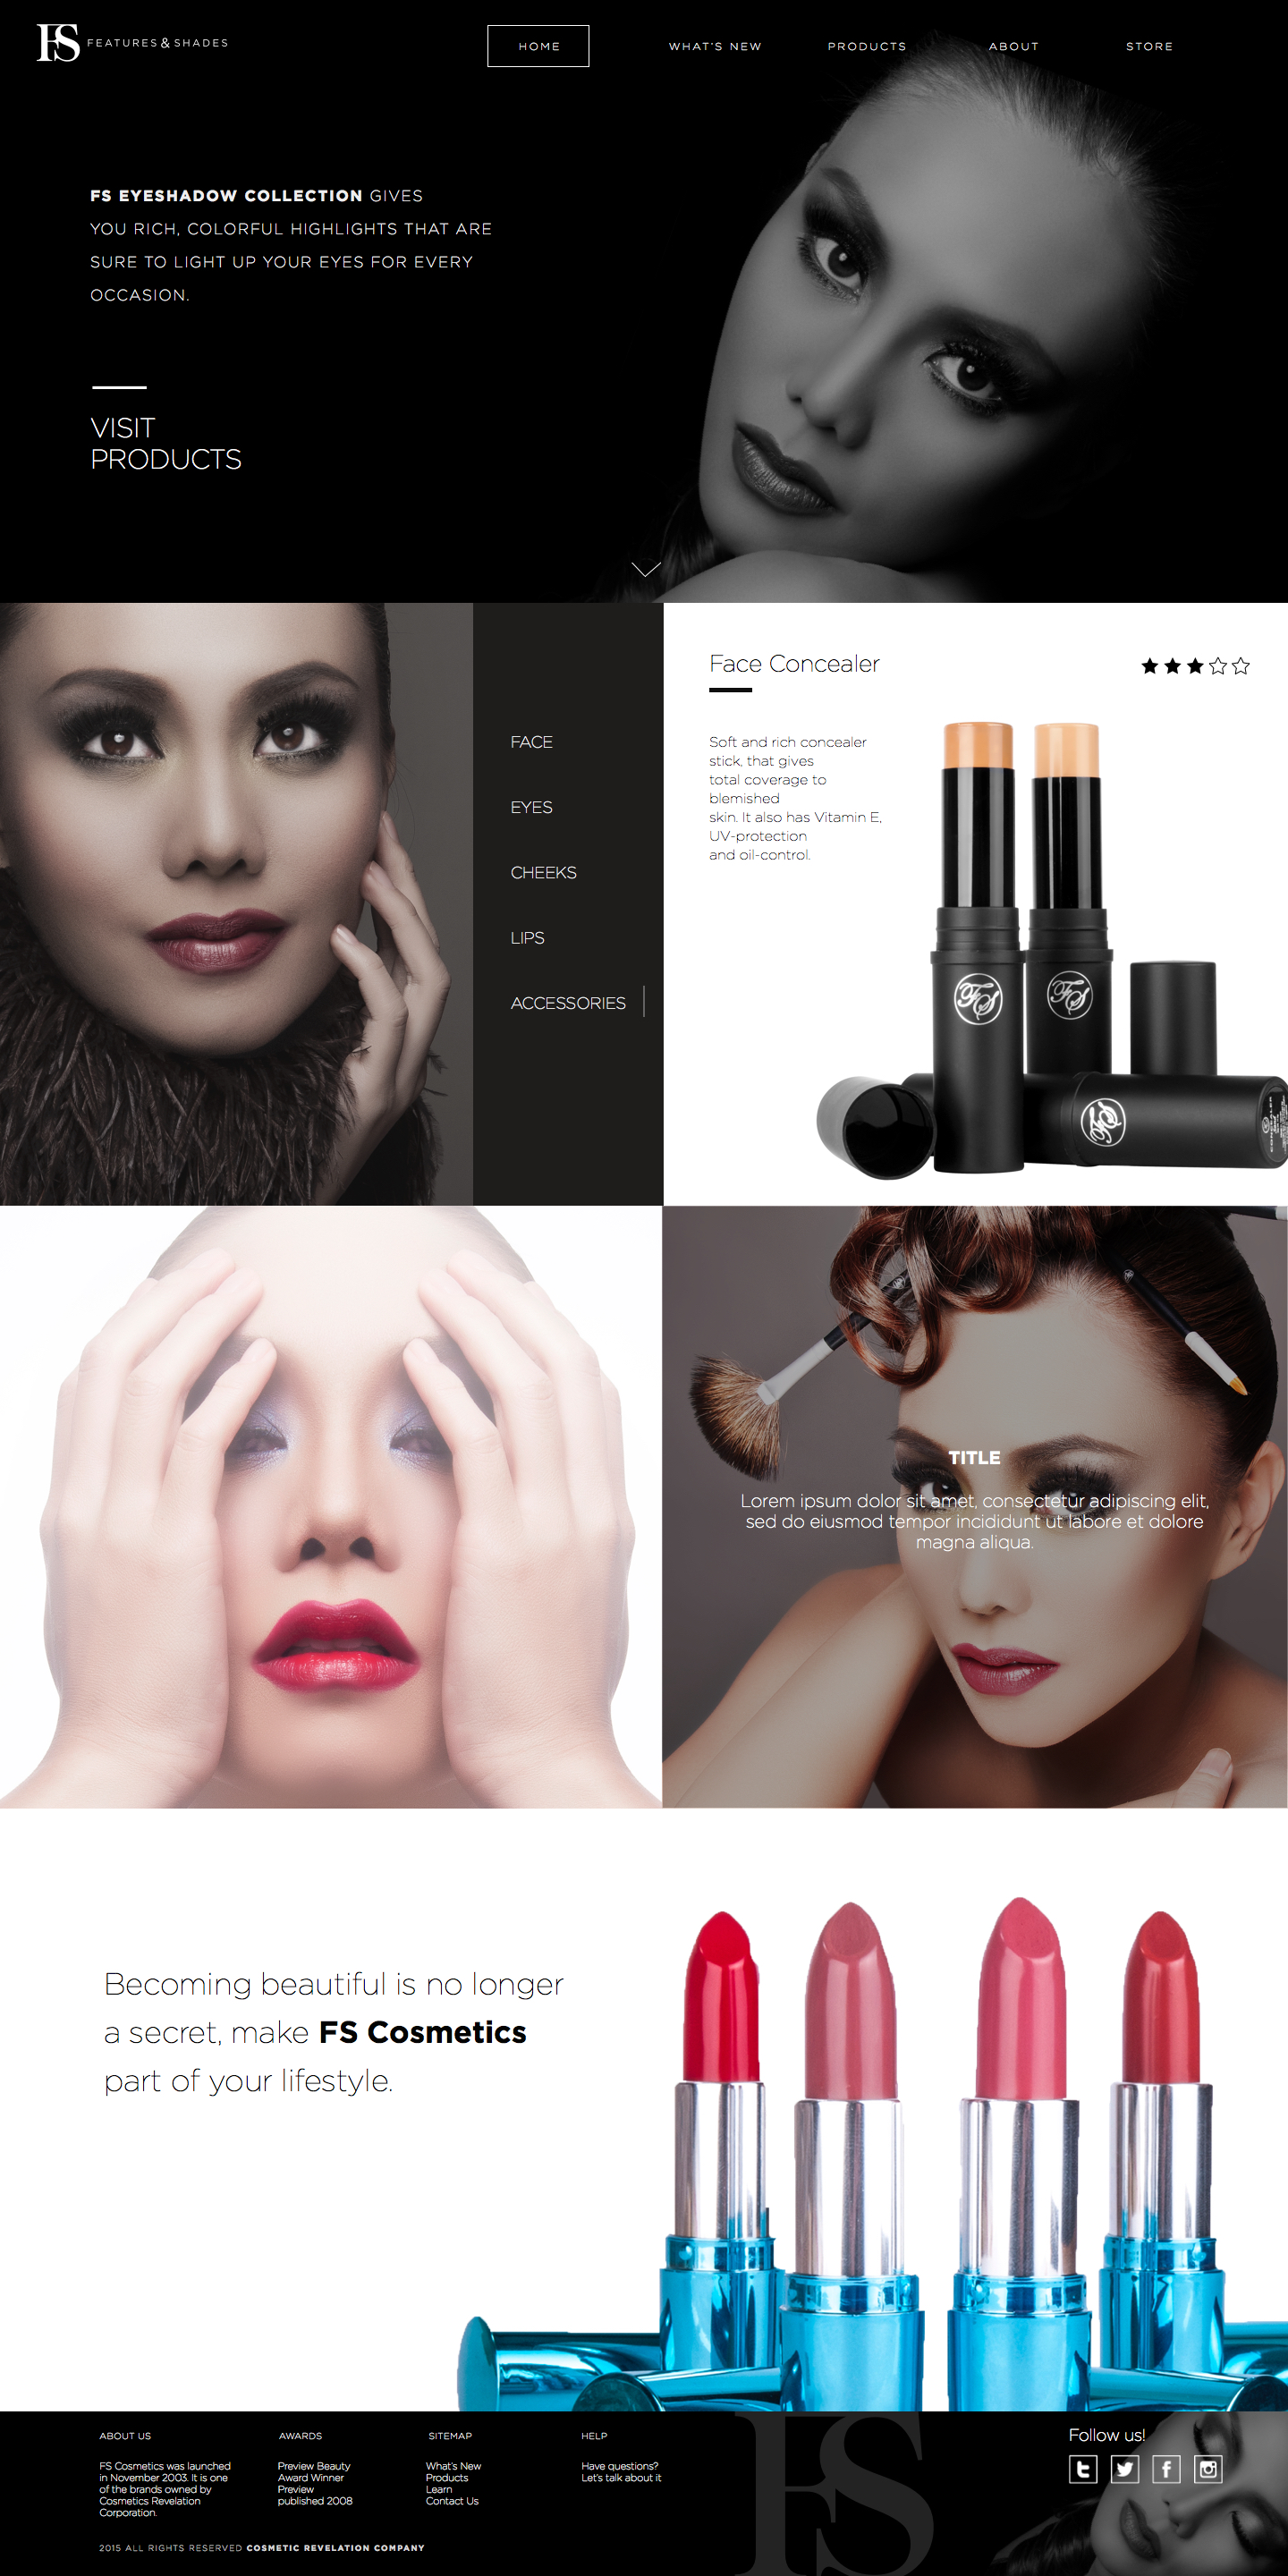 FS FEATURES & SHADES
HOME
WHAT'S NEW
PRODUCTS
ABOUT
STORE
FS EYESHADOW COLLECTION GIVES
YOU RICH, COLORFUL HIGHLIGHTS THAT ARE
SURE TO LIGHT UP YOUR EYES FOR EVERY
OCCASION.
VISIT
PRODUCTS
FACE
EYES
CHEEKS
LIPS
ACCESSORIES
Face Concealer
Soft and rich concealer
stick, that gives
total coverage to
blemished
skin. It also has Vitamin E,
UV-protection
and oil-control.
FS
FS
FS
TITLE
Lorem ipsum dolor sit amet, consectetur adipiscing elit,
sed do eiusmod tempor incididunt ut labore et dolore
magna aliqua.
Becoming beautiful is no longer
a secret, make FS Cosmetics
part of your lifestyle.
ABOUT US
FS Cosmetics was launched
in November 2003. It is one
of the brands owned by
Cosmetics Revelation
Corporation.
AWARDS
Preview Beauty
Award Winner
Preview
published 2008
SITEMAP
What's New
Products
Learn
Contact Us
HELP
Have questions?
Let's talk about it
FS
Follow us!
2015 ALL RIGHTS RESERVED COSMETIC REVELATION COMPANY